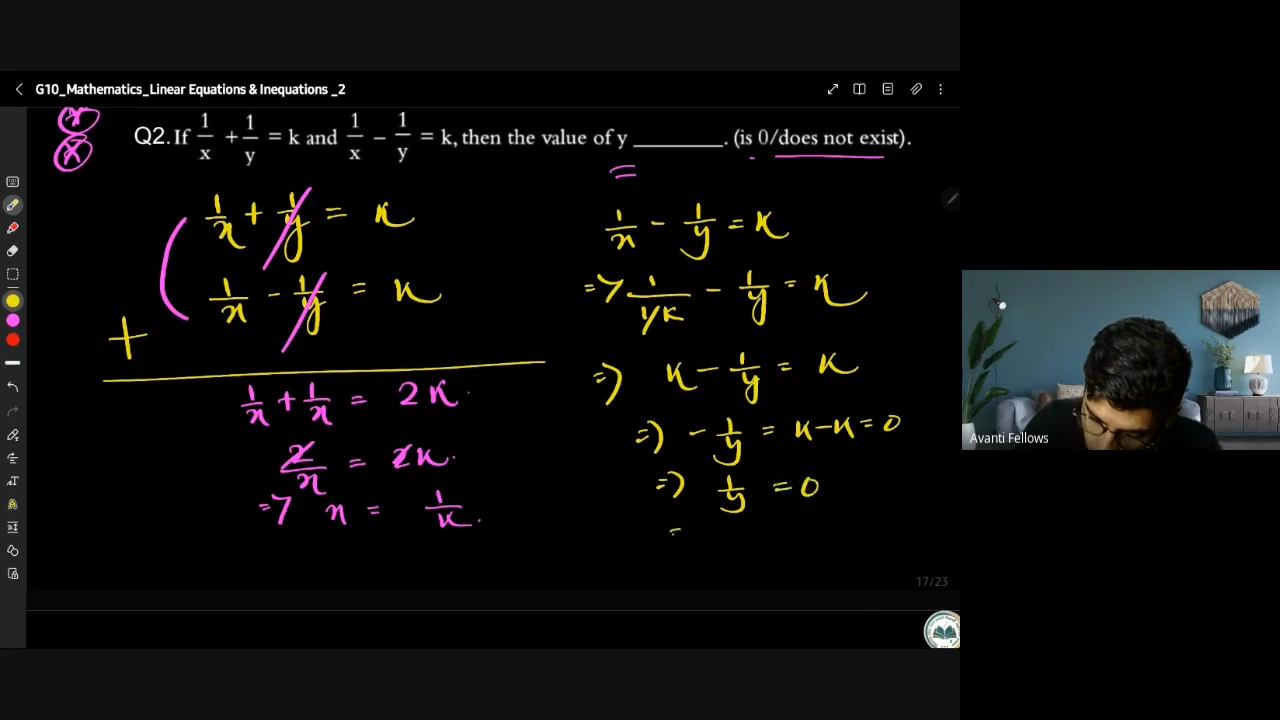 G10_Mathematics_Linear Equations & Inequations _2
Q2. If 1/x + 1/y = k and 1/x - 1/y = k, then the value of y ________. (is 0/does not exist).
1/x + 1/y = k
1/x - 1/y = k
+
1/x + 1/x = 2k.
2/x = 2k.
=> x = 1/k.
=
1/x - 1/y = k
=> 1/1/k - 1/y = k
=> k - 1/y = k
=> - 1/y = k-k = 0
=> 1/y = 0
=
17/23
Avanti Fellows